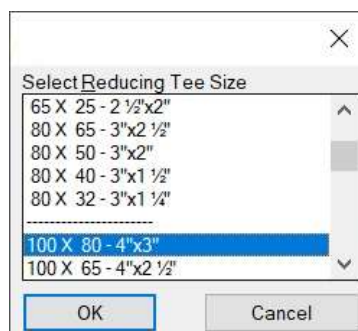 Select Reducing Tee Size
65 X 25 - 2 ½"x2"
80 X 65 - 3"x2 ½"
80 X 50 - 3"x2"
80 X 40 - 3"x1 ½"
80 X 32 - 3"x1 ¼"
---------------------
100 X 80 - 4"x3"
100 X 65 - 4"x2 ½"
OK
Cancel